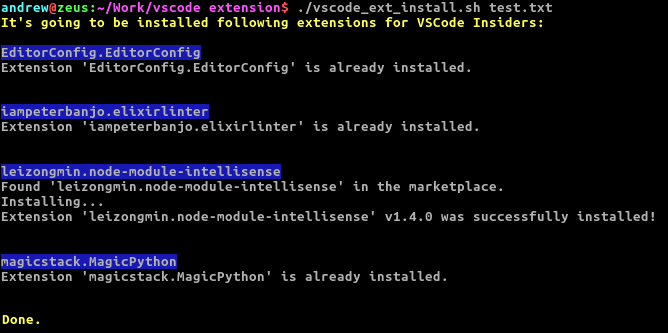 andrew@zeus:~/Work/vscode extension$ ./vscode_ext_install.sh test.txt
It's going to be installed following extensions for VSCode Insiders:
EditorConfig.EditorConfig
Extension 'EditorConfig.EditorConfig' is already installed.
iampeterbanjo.elixirlinter
Extension 'iampeterbanjo.elixirlinter' is already installed.
leizongmin.node-module-intellisense
Found 'leizongmin.node-module-intellisense' in the marketplace.
Installing...
Extension 'leizongmin.node-module-intellisense' v1.4.0 was successfully installed!
magicstack.MagicPython
Extension 'magicstack.MagicPython' is already installed.
Done.